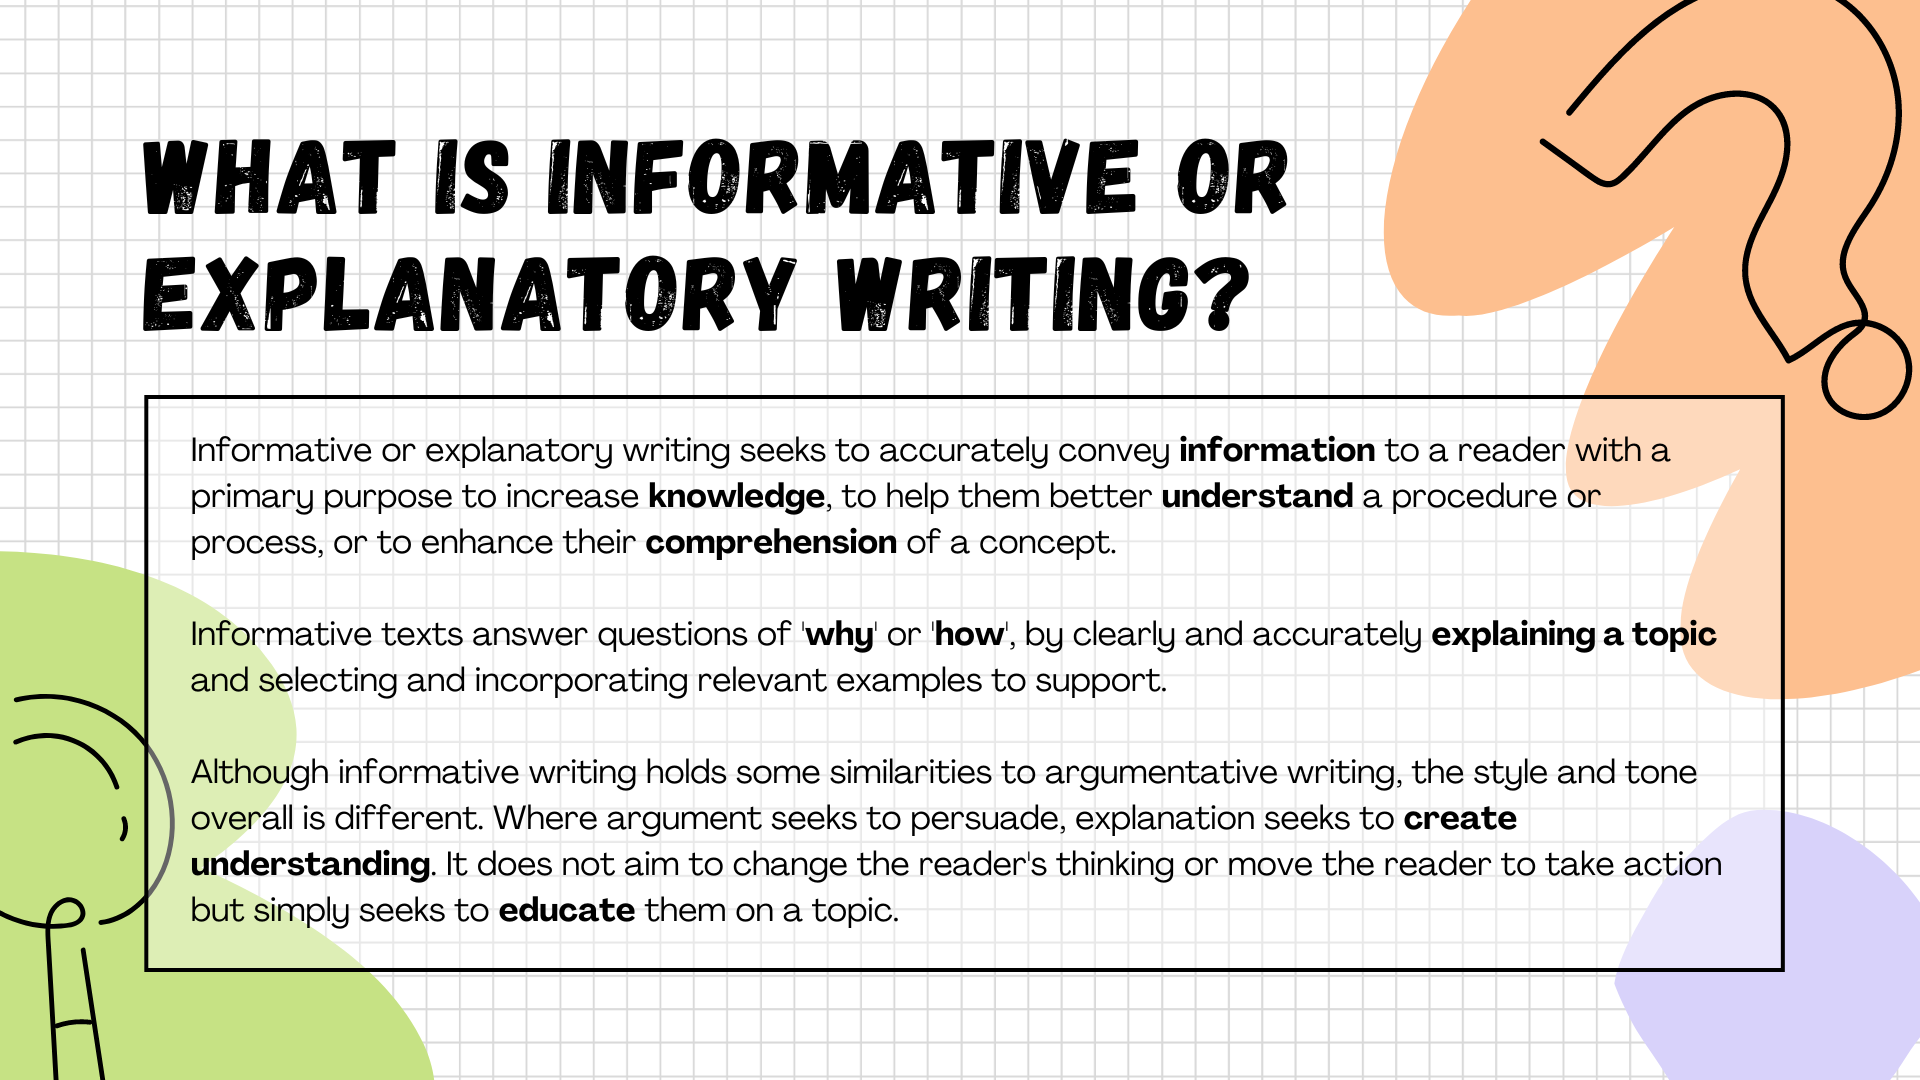 WHAT IS INFORMATIVE OR
EXPLANATORY WRITING?
Informative or explanatory writing seeks to accurately convey information to a reader with a
primary purpose to increase knowledge, to help them better understand a procedure or
process, or to enhance their comprehension of a concept.
Informative texts answer questions of 'why' or 'how', by clearly and accurately explaining a topic
and selecting and incorporating relevant examples to support.
Although informative writing holds some similarities to argumentative writing, the style and tone
overall is different. Where argument seeks to persuade, explanation seeks to create
understanding. It does not aim to change the reader's thinking or move the reader to take action
but simply seeks to educate them on a topic.